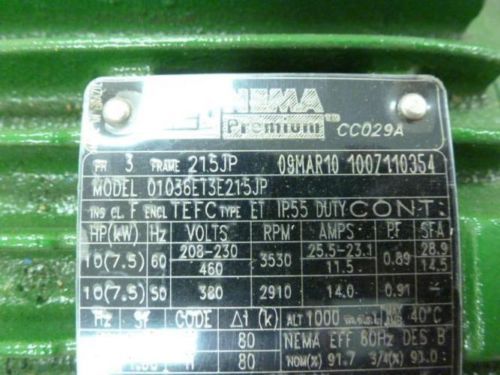 NEMA
Premium™ CC029A
PH 3 FRAME 215JP 09MAR10 1007110354
MODEL 01036ET3E215JP
INS CL. F ENCL TEFC TYPE ET IP.55 DUTY CONT.
HP(kW) Hz VOLTS RPM AMPS P.F SFA
10(7.5) 60 208-230 3530 25.5-23.1 0.89 28.9
460 11.5 14.5
10(7.5) 50 380 2910 14.0 0.91 —
Hz SF CODE Δt (k) ALT 1000 40°C
80 NEMA EFF 60Hz DES B
H 80 NOM(%) 91.7 3/4(%) 93.0